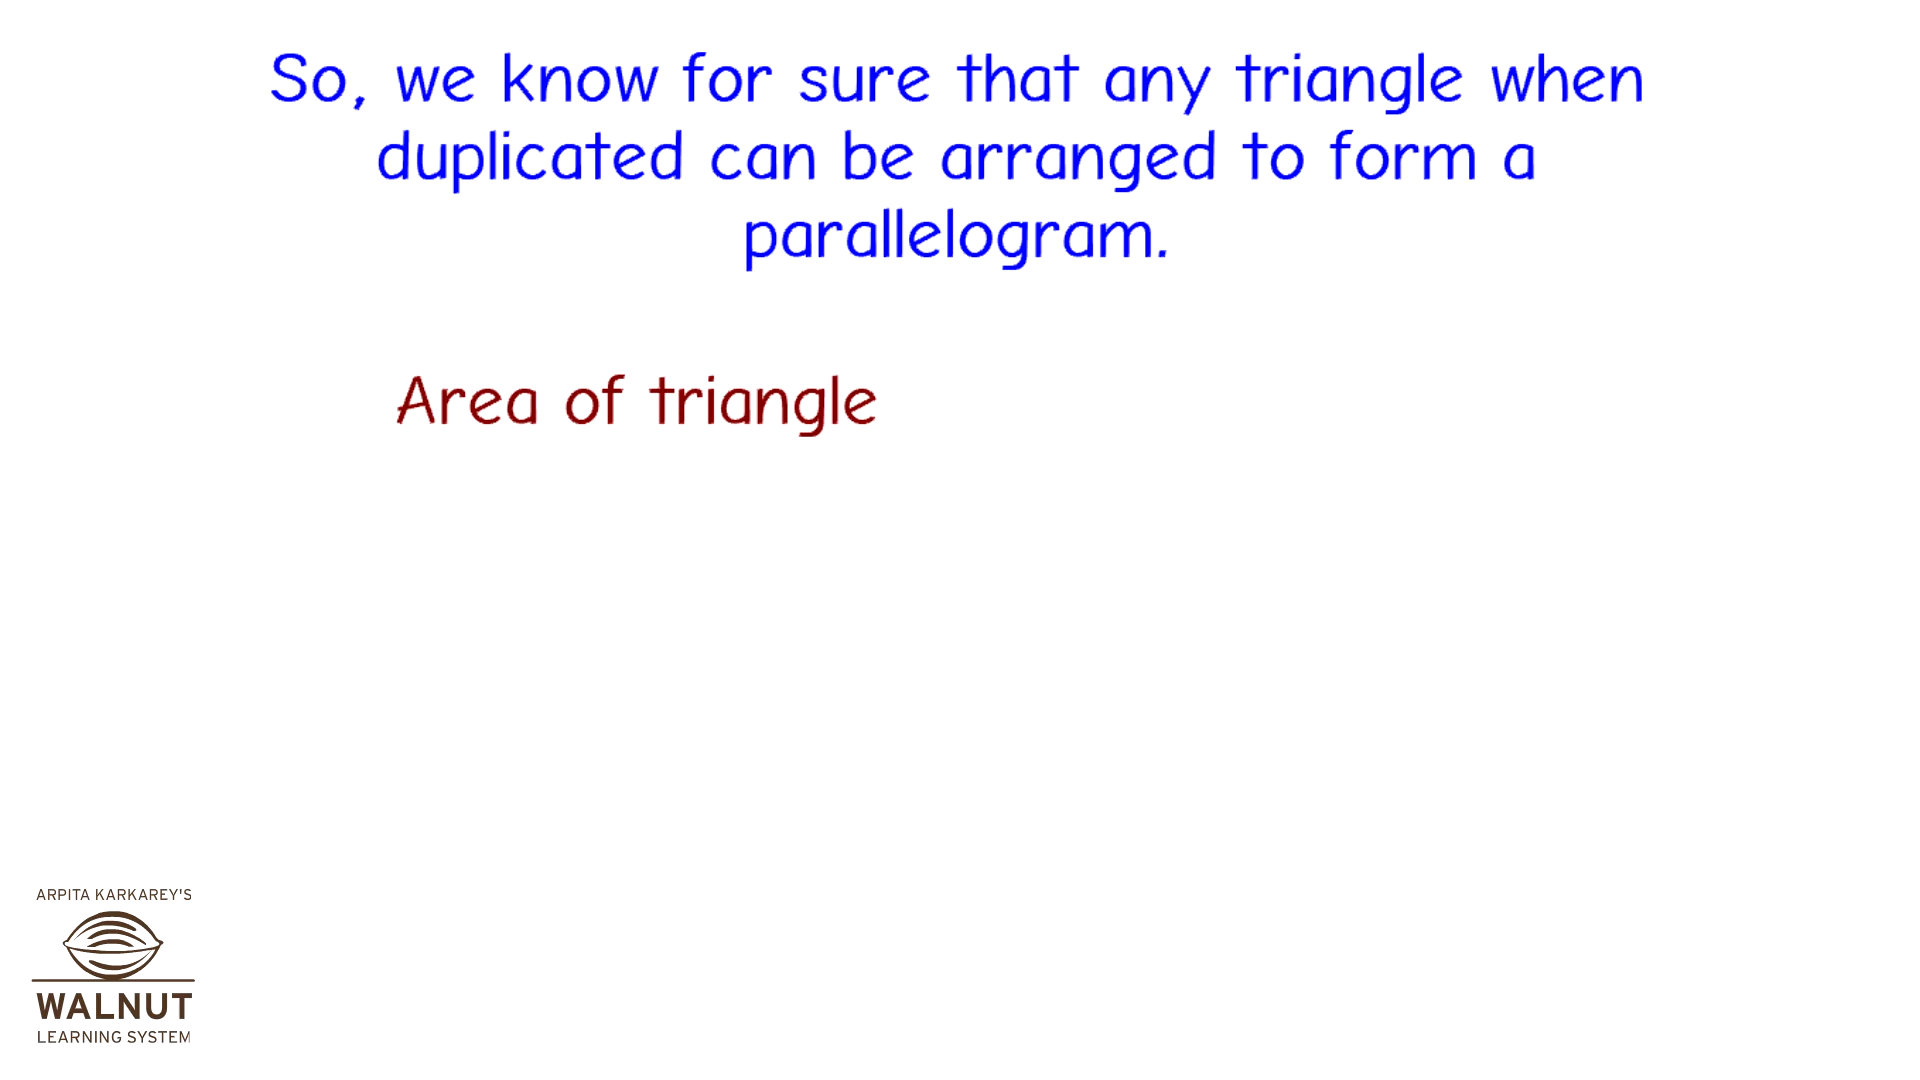 So, we know for sure that any triangle when
duplicated can be arranged to form a
parallelogram.
Area of triangle
ARPITA KARKAREY'S
WALNUT
LEARNING SYSTEM